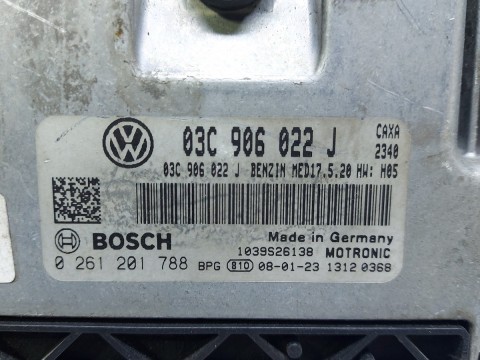 03C 906 022 J CAXA
2340
03C 906 022 J BENZIN MED17.5.20 HW: H05
BOSCH
Made in Germany
1039S26138 MOTRONIC
0 261 201 788 BPG B10 08-01-23 1312 0368